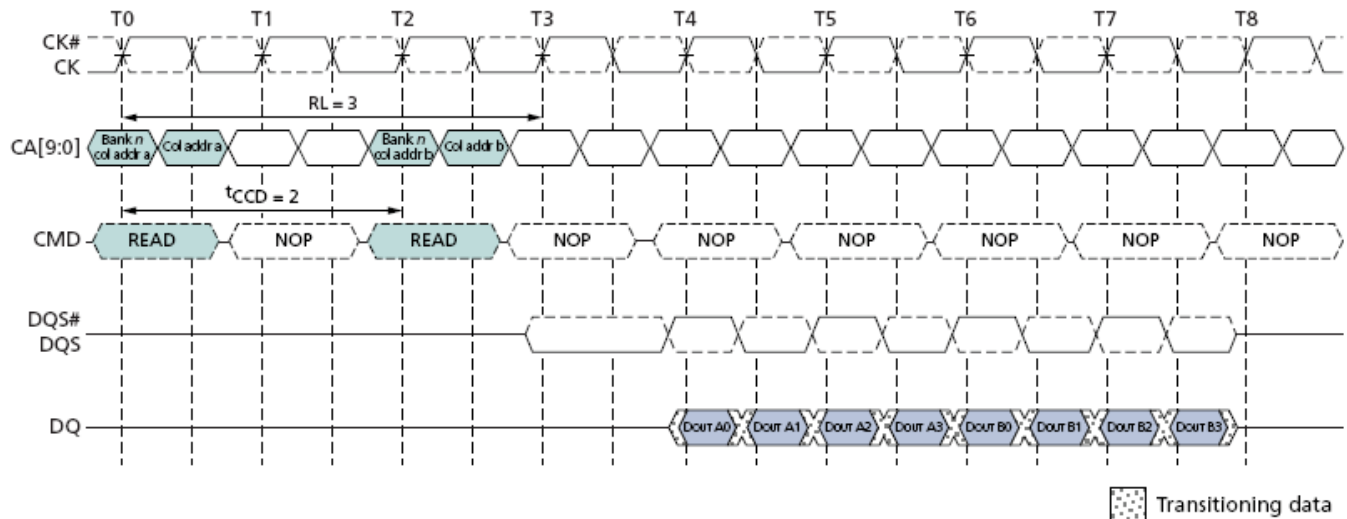 T0 T1 T2 T3 T4 T5 T6 T7 T8
CK#
CK
RL = 3
CA[9:0] Bank n col addr a Col addr a Bank n col addr b Col addr b
tCCD = 2
CMD READ NOP READ NOP NOP NOP NOP NOP NOP
DQS#
DQS
DQ DOUT A0 DOUT A1 DOUT A2 DOUT A3 DOUT B0 DOUT B1 DOUT B2 DOUT B3
Transitioning data